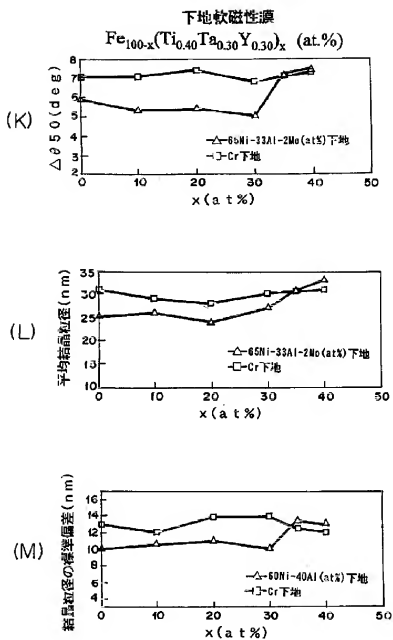 下地軟磁性膜
Fe100-x(Ti0.40Ta0.30Y0.30)x (at.%)
(K)
Δθ50(deg)
8
7
6
5
4
3
2
65Ni-33Al-2Mo(at%)下地
Cr下地
0 10 20 30 40 50
x(at%)
(L)
平均結晶粒径(nm)
35
30
25
20
15
10
65Ni-33Al-2Mo(at%)下地
Cr下地
0 10 20 30 40 50
x(at%)
(M)
結晶粒径の標準偏差(nm)
16
14
12
10
8
6
4
60Ni-40Al(at%)下地
Cr下地
0 10 20 30 40 50
x(at%)